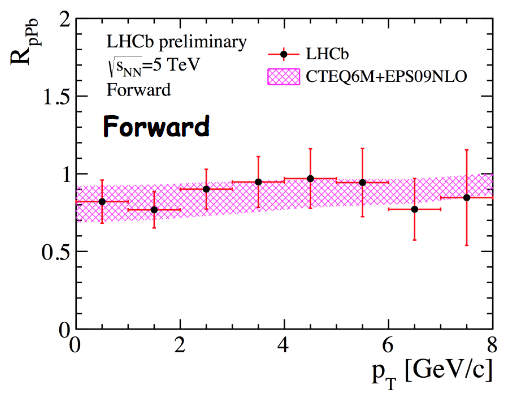 R_pPb
2
1.5
1
0.5
0
LHCb preliminary
√s_NN=5 TeV
Forward
LHCb
CTEQ6M+EPS09NLO
Forward
0 2 4 6 8
p_T [GeV/c]